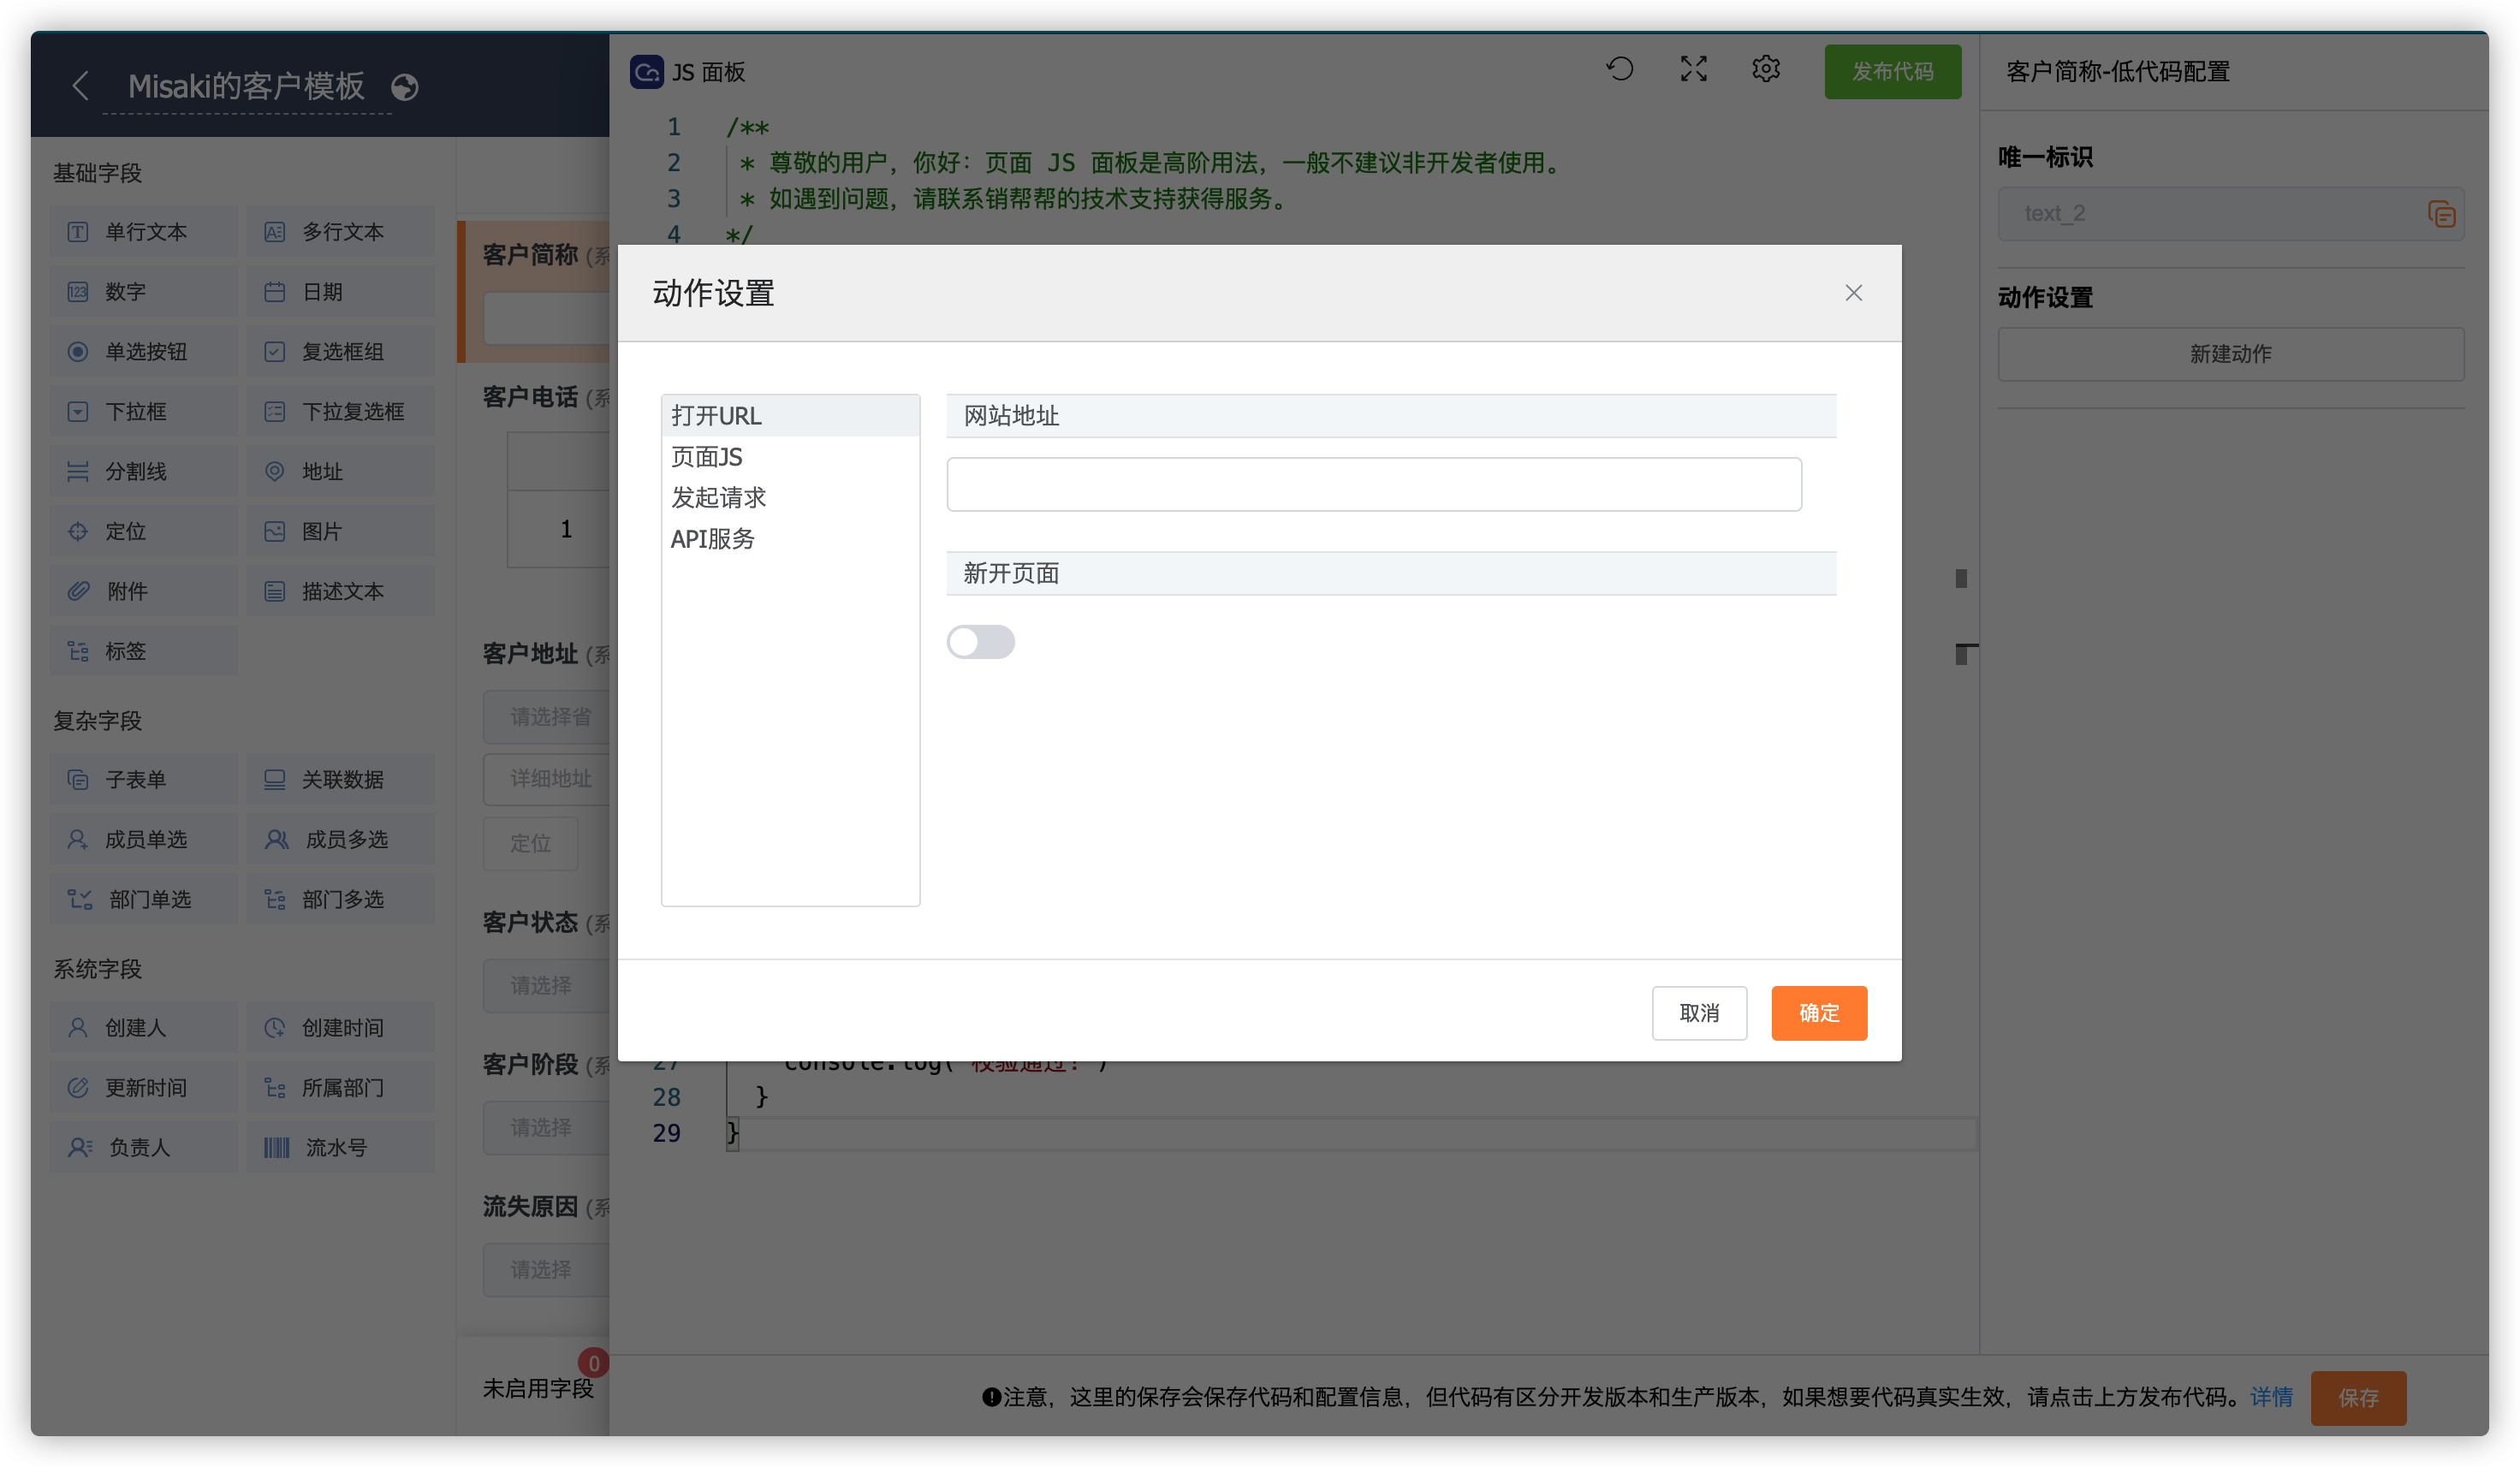 Misaki的客户模板
基础字段
单行文本
多行文本
数字
日期
单选按钮
复选框组
下拉框
下拉复选框
分割线
地址
定位
图片
附件
描述文本
标签
复杂字段
子表单
关联数据
成员单选
成员多选
部门单选
部门多选
系统字段
创建人
创建时间
更新时间
所属部门
负责人
流水号
客户简称 (系
客户电话 (系
1
客户地址 (系
请选择省
详细地址
定位
客户状态 (系
请选择
客户阶段 (系
请选择
流失原因 (系
请选择
未启用字段
0
JS 面板
发布代码
1 /**
2 * 尊敬的用户，你好：页面 JS 面板是高阶用法，一般不建议非开发者使用。
3 * 如遇到问题，请联系销帮帮的技术支持获得服务。
4 */
动作设置
打开URL
页面JS
发起请求
API服务
网站地址
新开页面
取消
确定
27 console.log( 校验通过! )
28 }
29 }
客户简称-低代码配置
唯一标识
text_2
动作设置
新建动作
注意，这里的保存会保存代码和配置信息，但代码有区分开发版本和生产版本，如果想要代码真实生效，请点击上方发布代码。详情
保存